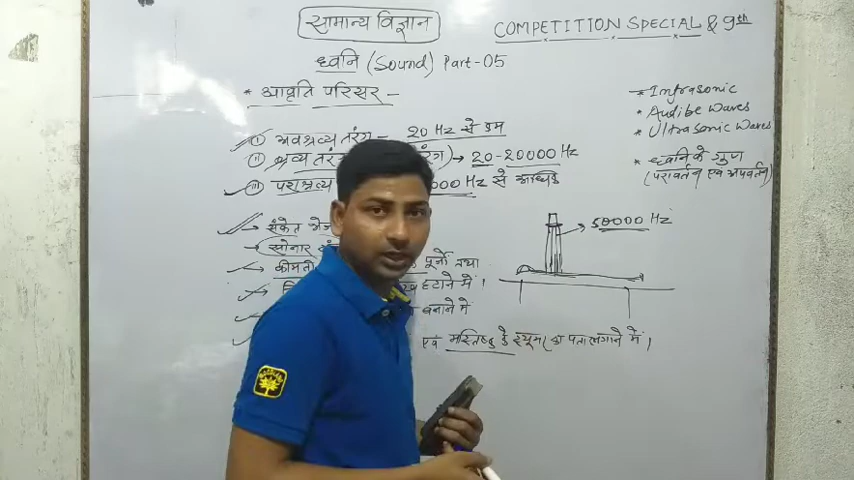 सामान्य विज्ञान
COMPETITION SPECIAL & 9th
ध्वनि (Sound) Part-05
* आवृति परिसर -
(i) अवश्रव्य तरंग - 20 Hz से कम
(ii) श्रव्य तरंग → 20-20000 Hz
(iii) पराश्रव्य 000 Hz से अधिक
* Infrasonic
* Audibe Waves
* Ultrasonic Waves
* ध्वनि के गुण
(परावर्तन एवं अपवर्तन)
→ संकेत
→ सोनार
→ कीमती पूर्जो तथा
हटाने में।
बनाने में
एवं मस्तिष्क के ट्यूमर का पता लगाने में।
→ 50000 Hz